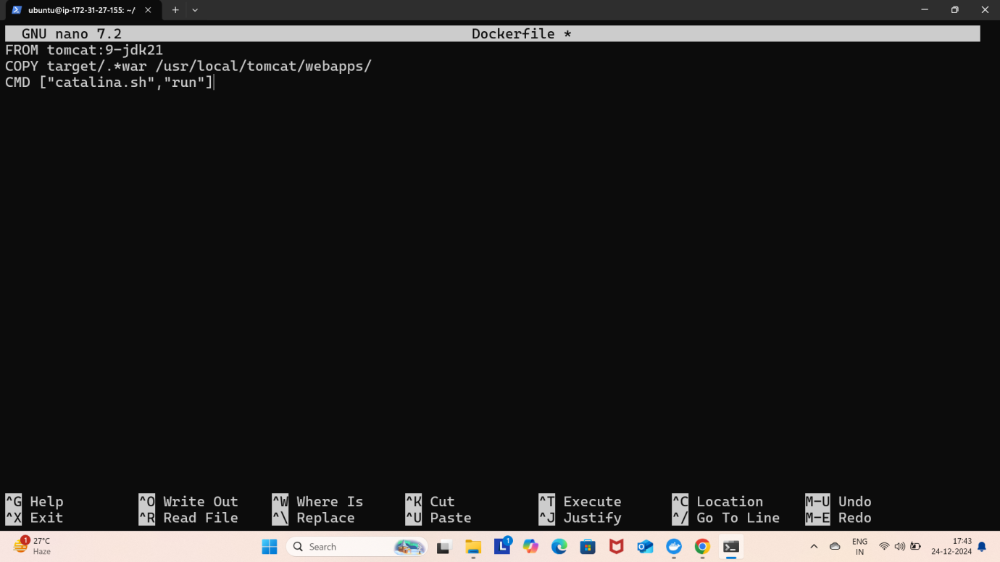 ubuntu@ip-172-31-27-155: ~/
GNU nano 7.2 Dockerfile *
FROM tomcat:9-jdk21
COPY target/.*war /usr/local/tomcat/webapps/
CMD ["catalina.sh","run"]
^G Help ^O Write Out ^W Where Is ^K Cut ^T Execute ^C Location M-U Undo
^X Exit ^R Read File ^\ Replace ^U Paste ^J Justify ^/ Go To Line M-E Redo
1
27°C
Haze
Search
L
1
ENG
IN
17:43
24-12-2024